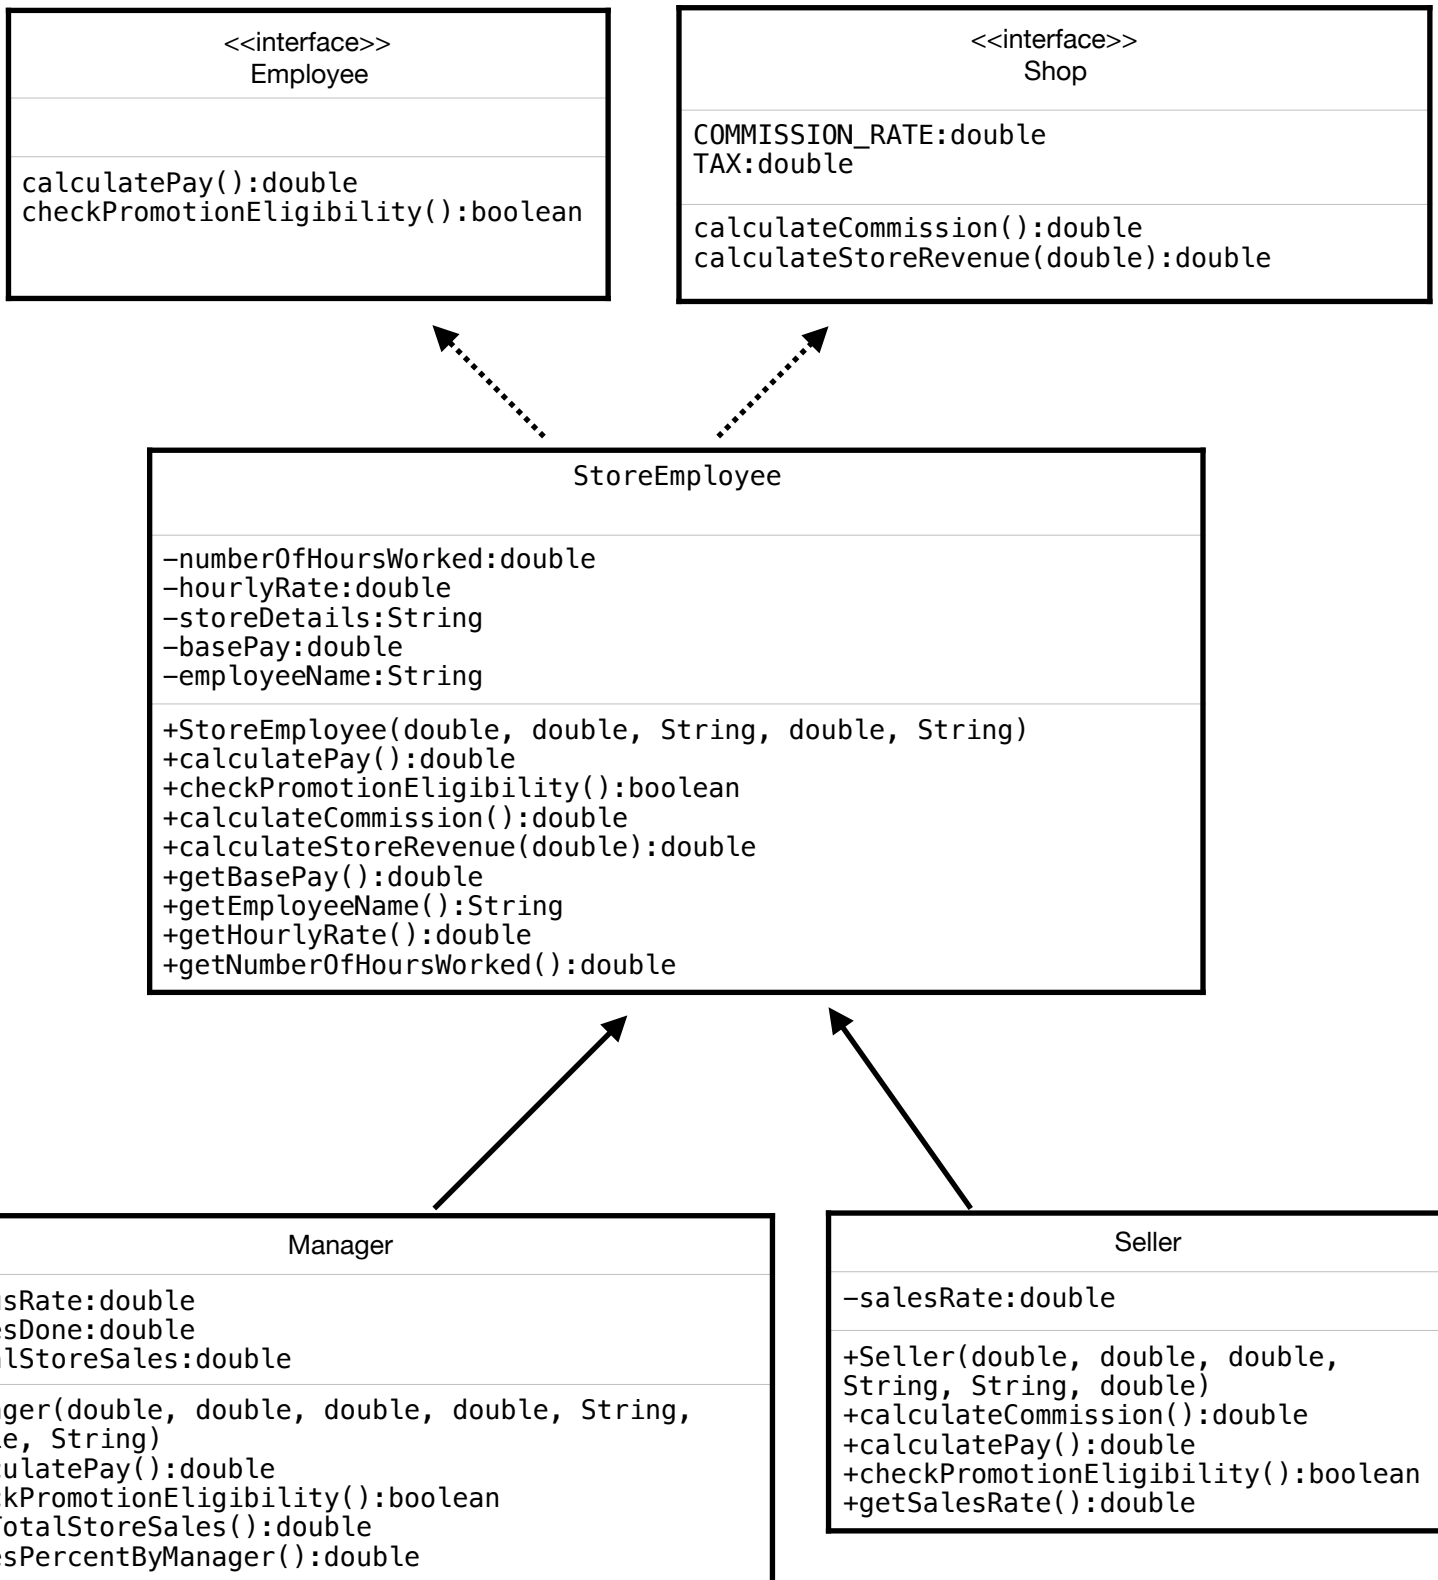 <<interface>>
Employee
calculatePay():double
checkPromotionEligibility():boolean
<<interface>>
Shop
COMMISSION_RATE:double
TAX:double
calculateCommission():double
calculateStoreRevenue(double):double
StoreEmployee
-numberOfHoursWorked:double
-hourlyRate:double
-storeDetails:String
-basePay:double
-employeeName:String
+StoreEmployee(double, double, String, double, String)
+calculatePay():double
+checkPromotionEligibility():boolean
+calculateCommission():double
+calculateStoreRevenue(double):double
+getBasePay():double
+getEmployeeName():String
+getHourlyRate():double
+getNumberOfHoursWorked():double
Manager
sRate:double
esDone:double
lStoreSales:double
ger(double, double, double, double, String,
e, String)
culatePay():double
kPromotionEligibility():boolean
TotalStoreSales():double
esPercentByManager():double
Seller
-salesRate:double
+Seller(double, double, double,
String, String, double)
+calculateCommission():double
+calculatePay():double
+checkPromotionEligibility():boolean
+getSalesRate():double